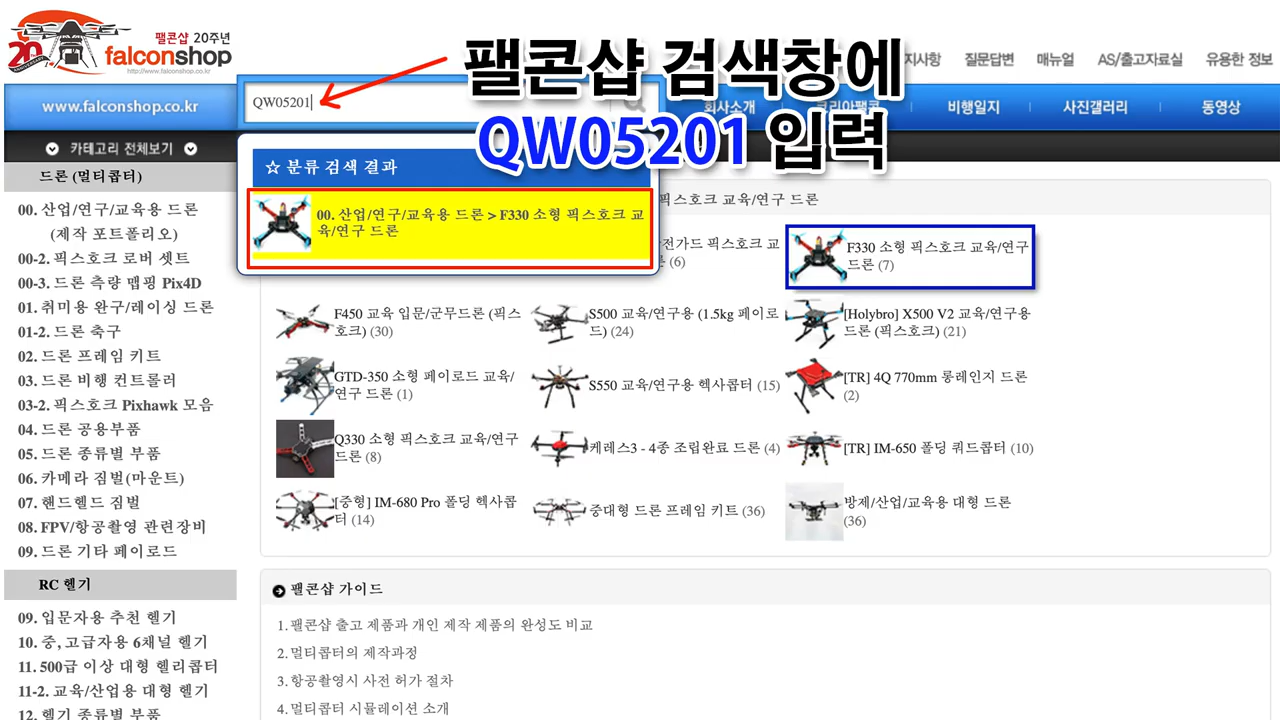 20
ANNIVERSARY
팰콘샵 20주년
falconshop
http://www.falconshop.co.kr
팰콘샵 검색창에
QW05201 입력
지사항
질문답변
매뉴얼
AS/출고자료실
유용한 정보
www.falconshop.co.kr
QW05201
회사소개
코리아팰콘
비행일지
사진갤러리
동영상
카테고리 전체보기
☆ 분류 검색 결과
00. 산업/연구/교육용 드론 > F330 소형 픽스호크 교
육/연구 드론
드론 (멀티콥터)
00. 산업/연구/교육용 드론
(제작 포트폴리오)
00-2. 픽스호크 로버 셋트
00-3. 드론 측량 맵핑 Pix4D
01. 취미용 완구/레이싱 드론
01-2. 드론 축구
02. 드론 프레임 키트
03. 드론 비행 컨트롤러
03-2. 픽스호크 Pixhawk 모음
04. 드론 공용부품
05. 드론 종류별 부품
06. 카메라 짐벌(마운트)
07. 핸드헬드 짐벌
08. FPV/항공촬영 관련장비
09. 드론 기타 페이로드
RC 헬기
09. 입문자용 추천 헬기
10. 중, 고급자용 6채널 헬기
11. 500급 이상 대형 헬리콥터
11-2. 교육/산업용 대형 헬기
12. 헬기 종류별 부품
픽스호크 교육/연구 드론
전가드 픽스호크 교
론 (6)
F330 소형 픽스호크 교육/연구
드론 (7)
F450 교육 입문/군무드론 (픽스
호크) (30)
S500 교육/연구용 (1.5kg 페이로
드) (24)
[Holybro] X500 V2 교육/연구용
드론 (픽스호크) (21)
GTD-350 소형 페이로드 교육/
연구 드론 (1)
S550 교육/연구용 헥사콥터 (15)
[TR] 4Q 770mm 롱레인지 드론
(2)
Q330 소형 픽스호크 교육/연구
드론 (8)
케레스3 - 4종 조립완료 드론 (4)
[TR] IM-650 폴딩 쿼드콥터 (10)
[중형] IM-680 Pro 폴딩 헥사콥
터 (14)
중대형 드론 프레임 키트 (36)
방제/산업/교육용 대형 드론
(36)
팰콘샵 가이드
1. 팰콘샵 출고 제품과 개인 제작 제품의 완성도 비교
2. 멀티콥터의 제작과정
3. 항공촬영시 사전 허가 절차
4. 멀티콥터 시뮬레이션 소개